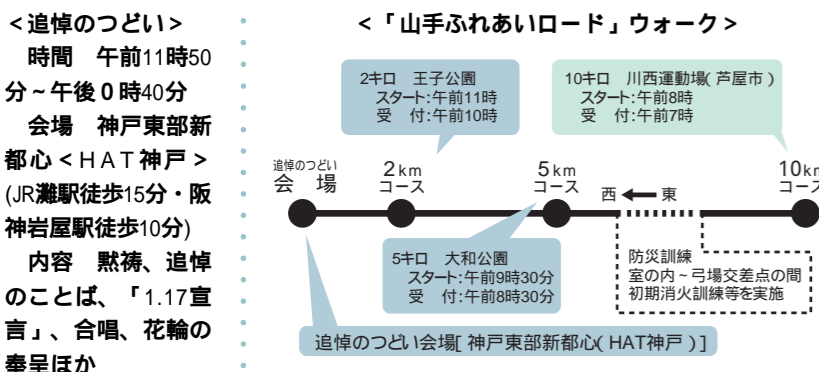 <追悼のつどい>
時間　午前11時50
分~午後0時40分
会場　神戸東部新
都心<HAT神戸>
(JR灘駅徒歩15分・阪
神岩屋駅徒歩10分)
内容　黙祷、追悼
のことば、「1.17宣
言」、合唱、花輪の
奉呈ほか
<「山手ふれあいロード」ウォーク>
2キロ　王子公園
スタート:午前11時
受　付:午前10時
10キロ　川西運動場(芦屋市)
スタート:午前8時
受　付:午前7時
追悼のつどい
会　場
2km
コース
5km
コース
西 ← 東
10km
コース
5キロ　大和公園
スタート:午前9時30分
受　付:午前8時30分
防災訓練
室の内~弓場交差点の間
初期消火訓練等を実施
追悼のつどい会場[神戸東部新都心(HAT神戸)]